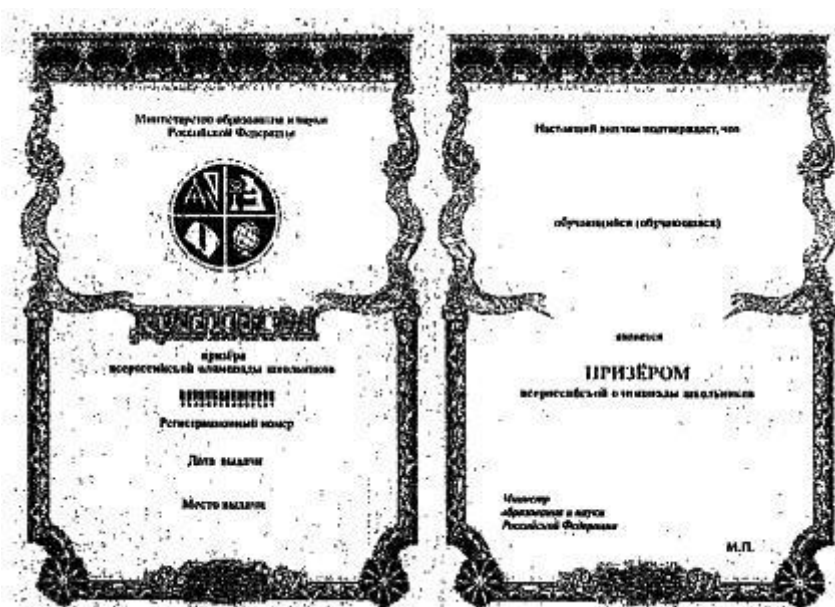 Министерство образования и науки
Российской Федерации
призёра
всероссийской олимпиады школьников
Регистрационный номер
Дата выдачи
Место выдачи
Настоящий диплом подтверждает, что
обучающийся (обучающаяся)
является
ПРИЗЁРОМ
всероссийской олимпиады школьников
Министр
образования и науки
Российской Федерации
М.П.